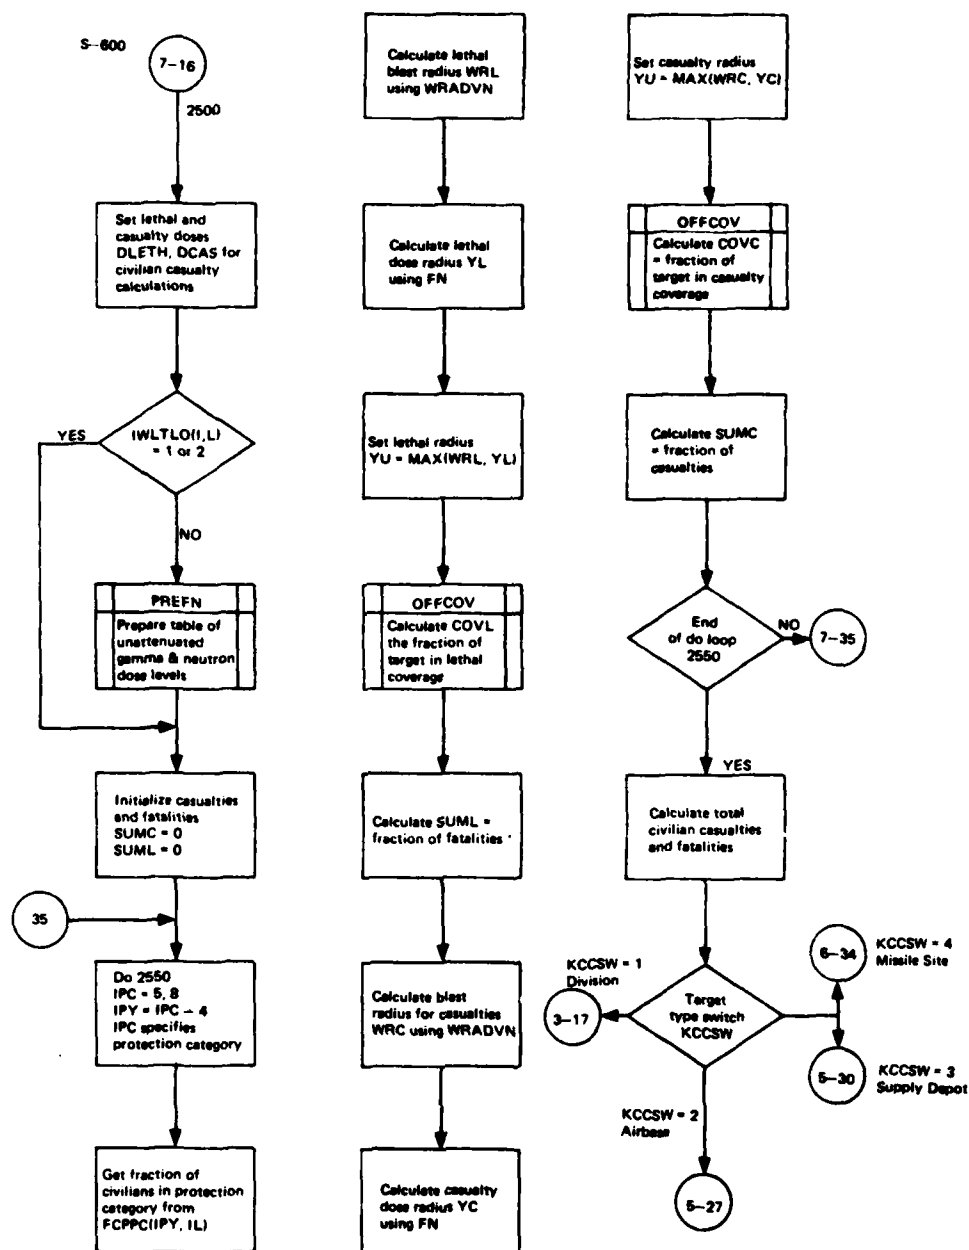 S-600
7-16
2500
Set lethal and
casualty doses
DLETH, DCAS for
civilian casualty
calculations
YES
IWLTLO(I,L)
= 1 or 2
NO
PREFN
Prepare table of
unattenuated
gamma & neutron
dose levels
Initialize casualties
and fatalities
SUMC = 0
SUML = 0
35
Do 2550
IPC = 5, 8
IPY = IPC - 4
IPC specifies
protection category
Get fraction of
civilians in protection
category from
FCPPC(IPY, IL)
Calculate lethal
blast radius WRL
using WRADVN
Calculate lethal
dose radius YL
using FN
Set lethal radius
YU = MAX(WRL, YL)
OFFCOV
Calculate COVL
the fraction of
target in lethal
coverage
Calculate SUML =
fraction of fatalities
Calculate blast
radius for casualties
WRC using WRADVN
Calculate casualty
dose radius YC
using FN
Set casualty radius
YU = MAX(WRC, YC)
OFFCOV
Calculate COVC
= fraction of
target in casualty
coverage
Calculate SUMC
= fraction of
casualties
End
of do loop
2550
NO
7-35
YES
Calculate total
civilian casualties
and fatalities
KCCSW = 1
Division
3-17
Target
type switch
KCCSW
6-34
KCCSW = 4
Missile Site
5-30
KCCSW = 3
Supply Depot
KCCSW = 2
Airbase
5-27